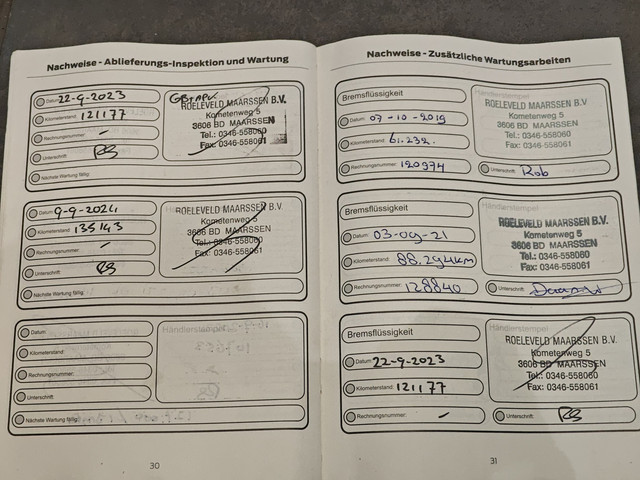 Nachweise - Ablieferungs-Inspektion und Wartung
Datum: 22-9-2023
Kilometerstand: 121177
Rechnungsnummer: -
Unterschrift: RS
Nächste Wartung fällig:
ROELEVELD MAARSSEN B.V.
Kometenweg 5
3606 BD MAARSSEN
Tel.: 0346-558060
Fax: 0346-558061
Datum: 9-9-2024
Kilometerstand: 135143
Rechnungsnummer: -
Unterschrift: RS
Nächste Wartung fällig:
ROELEVELD MAARSSEN B.V.
Kometenweg 5
3606 BD MAARSSEN
Tel.: 0346-558060
Fax: 0346-558061
Datum:
Kilometerstand:
Rechnungsnummer:
Unterschrift:
Nächste Wartung fällig:
Händlerstempel
30
Nachweise - Zusätzliche Wartungsarbeiten
Bremsflüssigkeit
Datum: 07-10-2019
Kilometerstand: 61.232.
Rechnungsnummer: 120974
Händlerstempel
ROELEVELD MAARSSEN B.V.
Kometenweg 5
3606 BD MAARSSEN
Tel.: 0346-558060
Fax: 0346-558061
Unterschrift: Rob
Bremsflüssigkeit
Datum: 03-09-21
Kilometerstand: 88.294KM
Rechnungsnummer: 128840
Händlerstempel
ROELEVELD MAARSSEN B.V.
Kometenweg 5
3606 BD MAARSSEN
Tel.: 0346-558060
Fax: 0346-558061
Unterschrift:
Bremsflüssigkeit
Datum: 22-9-2023
Kilometerstand: 121177
Rechnungsnummer: -
Händlerstempel
ROELEVELD MAARSSEN B.V.
Kometenweg 5
3606 BD MAARSSEN
Tel.: 0346-558060
Fax: 0346-558061
Unterschrift: RS
31